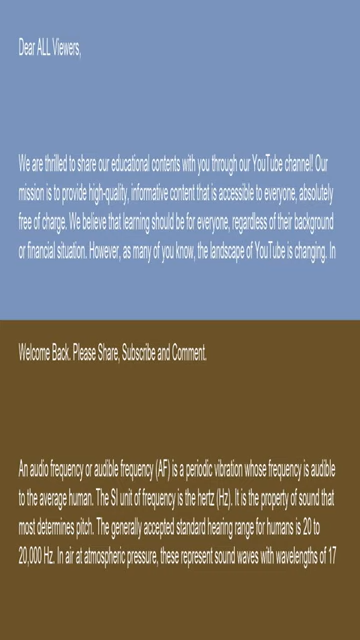 Dear ALL Viewers,
We are thrilled to share our educational contents with you through our YouTube channel! Our
mission is to provide high-quality, informative content that is accessible to everyone, absolutely
free of charge. We believe that learning should be for everyone, regardless of their background
or financial situation. However, as many of you know, the landscape of YouTube is changing. In
Welcome Back. Please Share, Subscribe and Comment.
An audio frequency or audible frequency (AF) is a periodic vibration whose frequency is audible
to the average human. The SI unit of frequency is the hertz (Hz). It is the property of sound that
most determines pitch. The generally accepted standard hearing range for humans is 20 to
20,000 Hz. In air at atmospheric pressure, these represent sound waves with wavelengths of 17